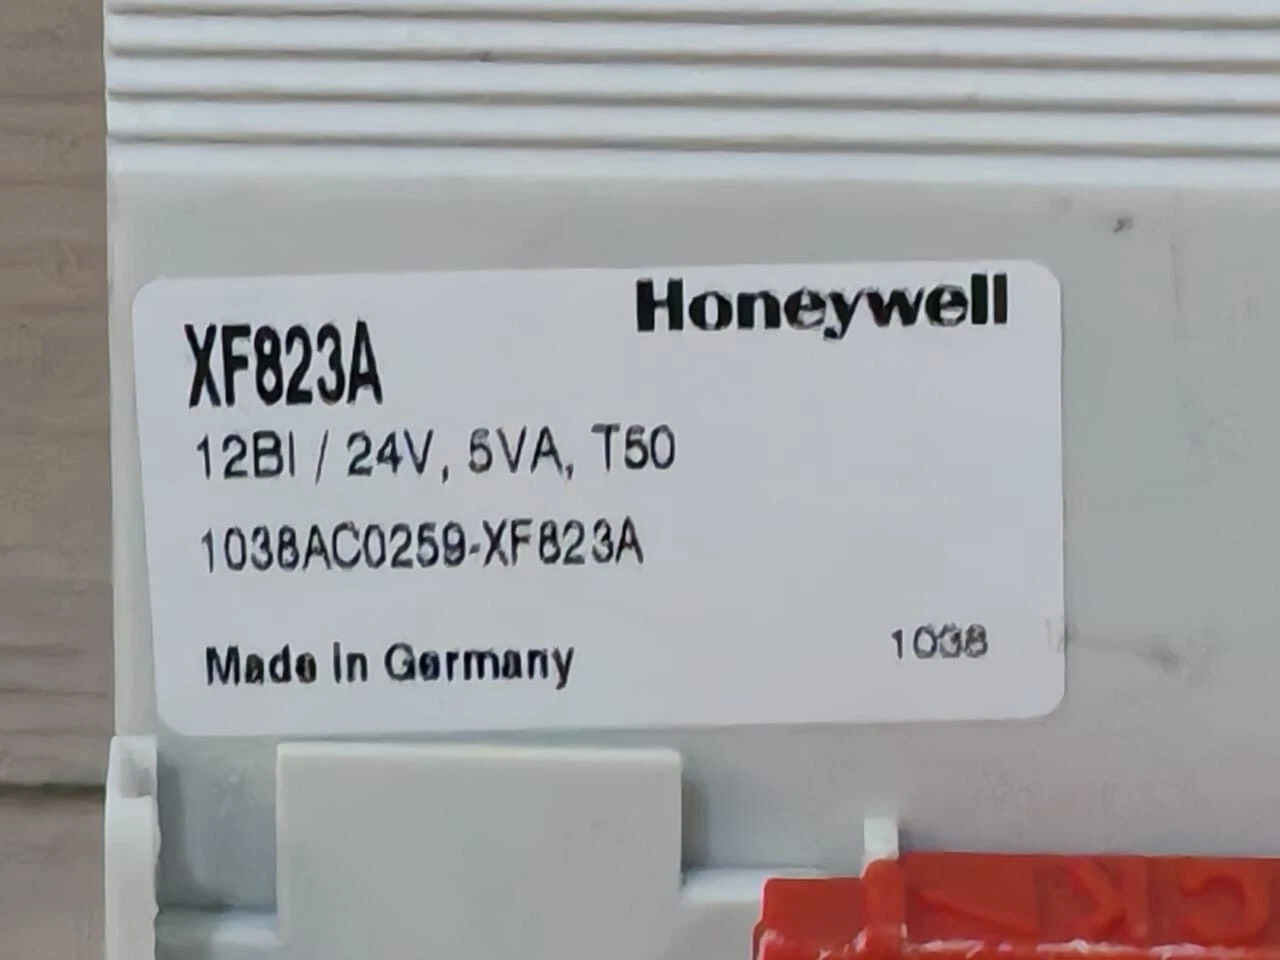 Honeywell
XF823A
12BI / 24V, 5VA, T50
1038AC0259-XF823A
Made in Germany
1038